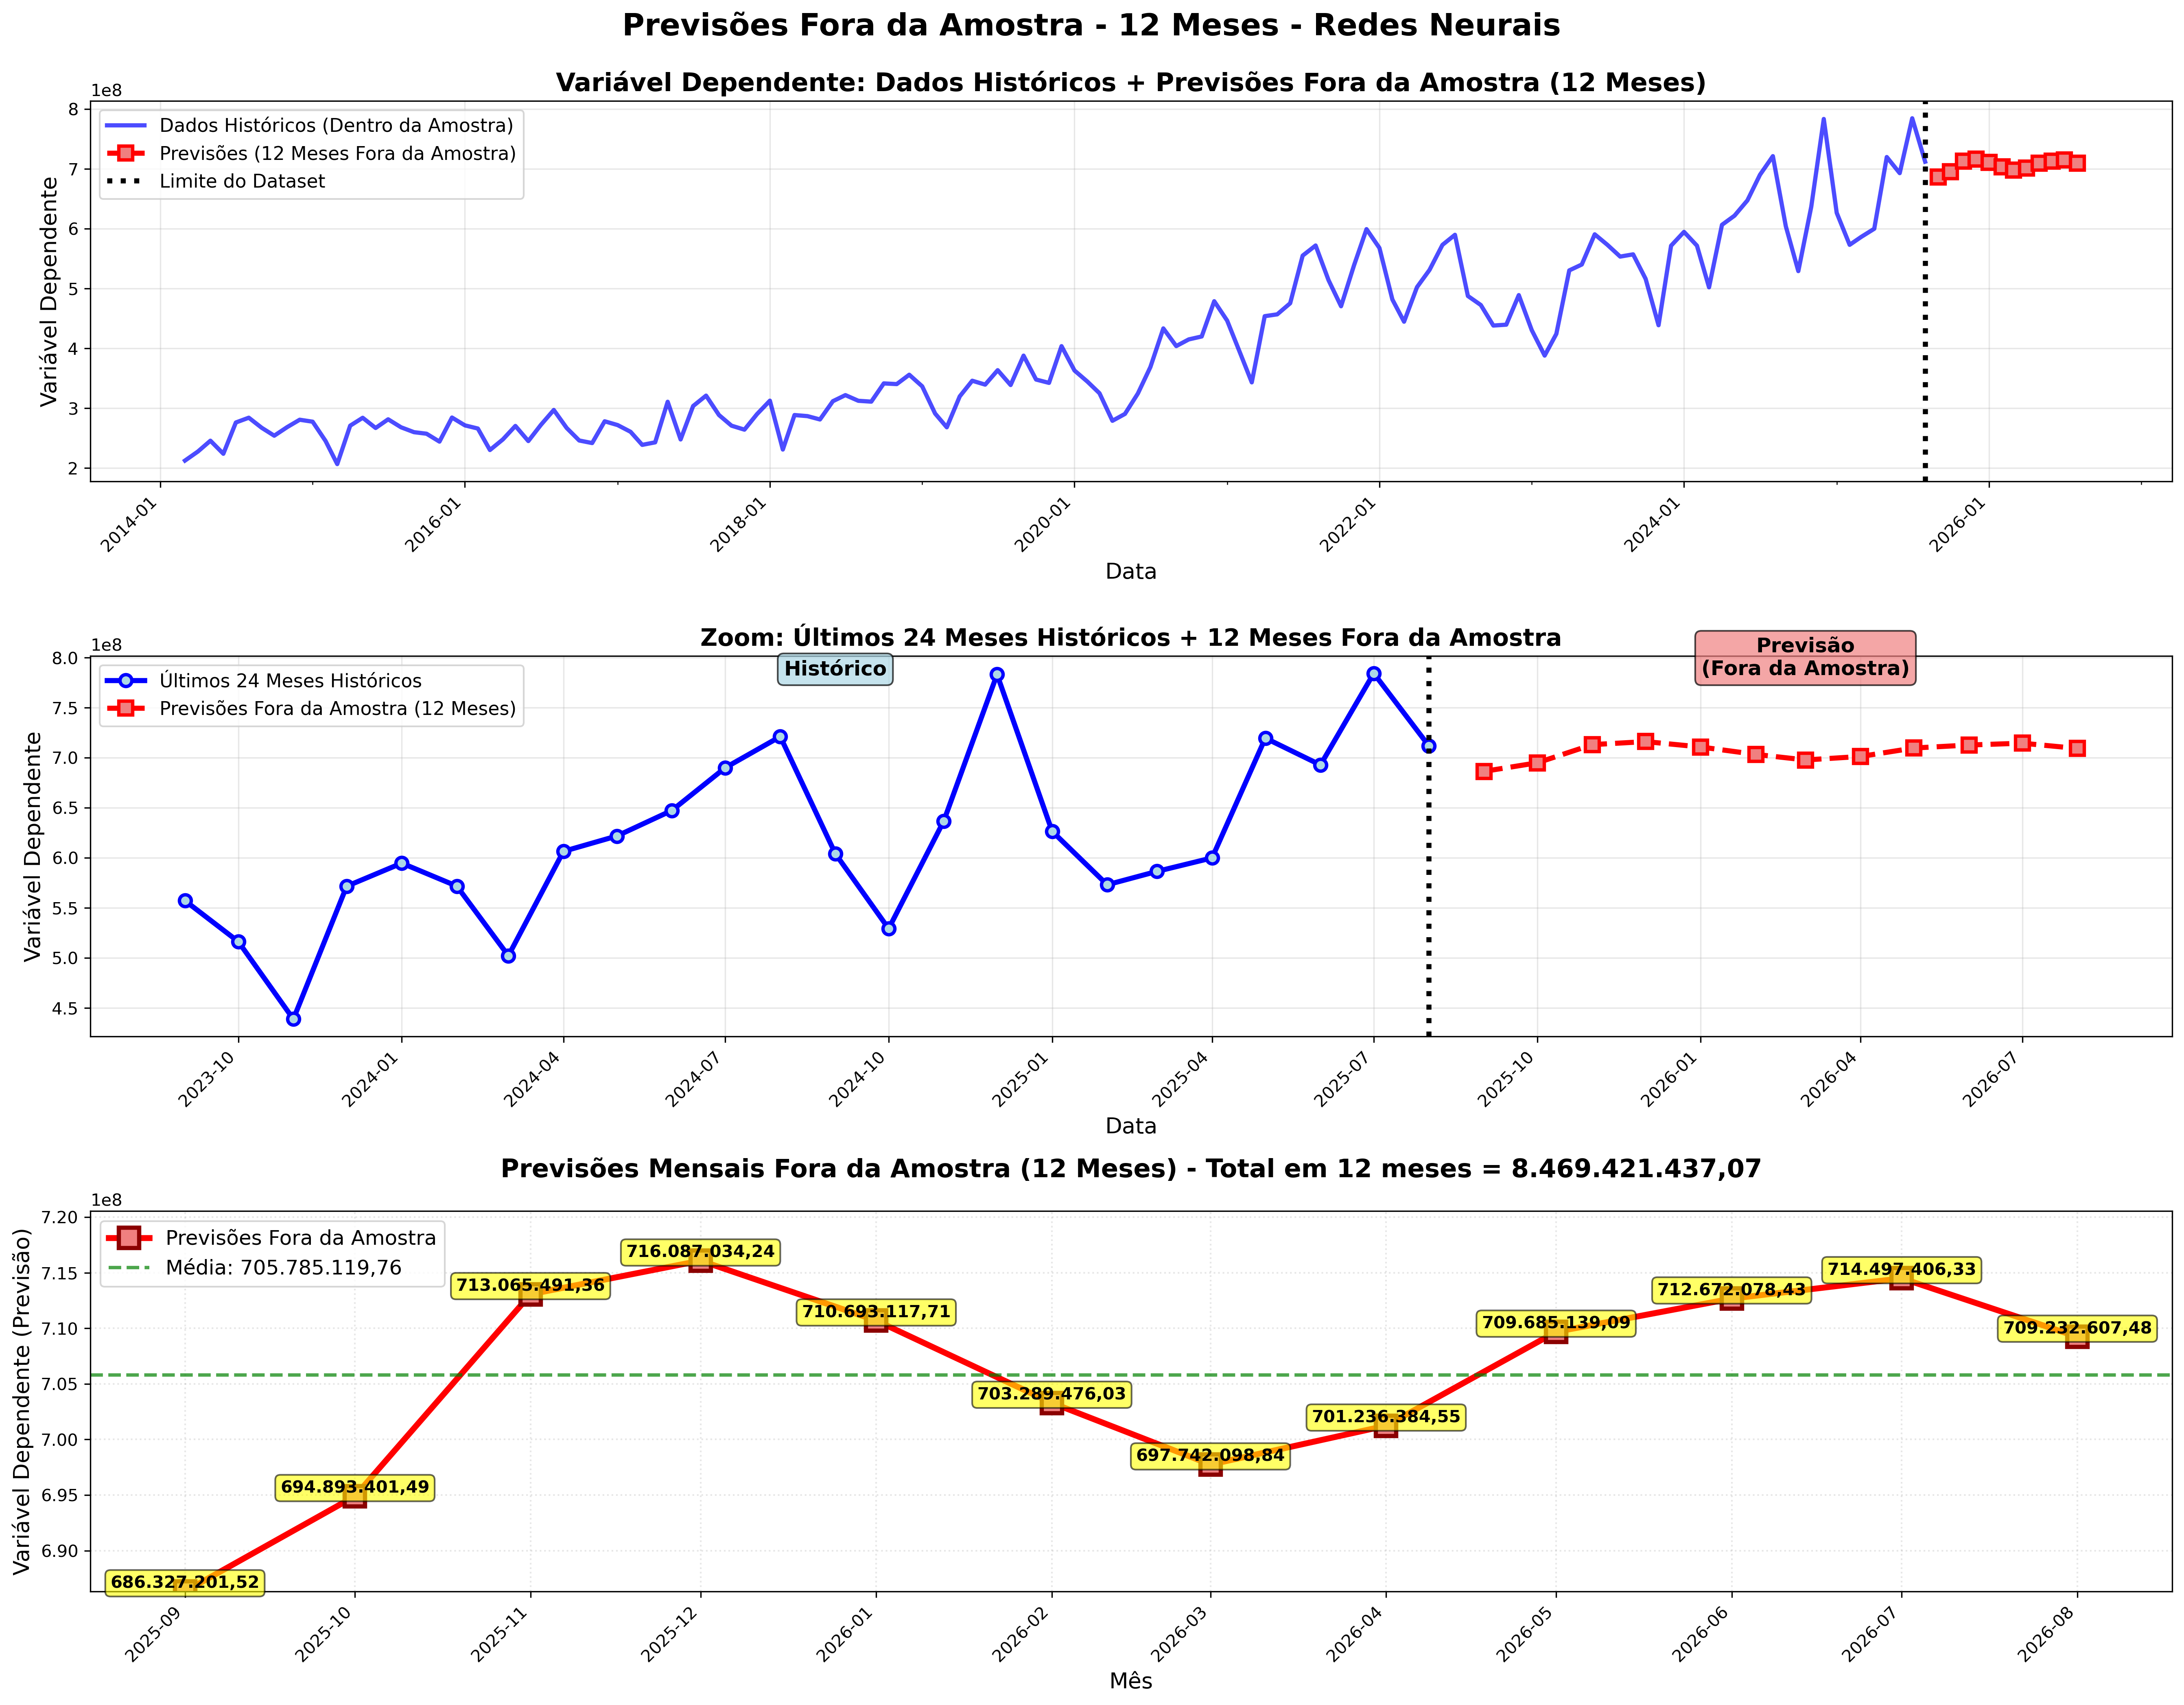 Previsões Fora da Amostra - 12 Meses - Redes Neurais
Variável Dependente: Dados Históricos + Previsões Fora da Amostra (12 Meses)
1e8
Dados Históricos (Dentro da Amostra)
Previsões (12 Meses Fora da Amostra)
Limite do Dataset
Variável Dependente
8
7
6
5
4
3
2
2014-01
2016-01
2018-01
2020-01
2022-01
2024-01
2026-01
Data
Zoom: Últimos 24 Meses Históricos + 12 Meses Fora da Amostra
1e8
Últimos 24 Meses Históricos
Previsões Fora da Amostra (12 Meses)
Histórico
Previsão
(Fora da Amostra)
Variável Dependente
8.0
7.5
7.0
6.5
6.0
5.5
5.0
4.5
2023-10
2024-01
2024-04
2024-07
2024-10
2025-01
2025-04
2025-07
2025-10
2026-01
2026-04
2026-07
Data
Previsões Mensais Fora da Amostra (12 Meses) - Total em 12 meses = 8.469.421.437,07
1e8
Previsões Fora da Amostra
Média: 705.785.119,76
Variável Dependente (Previsão)
7.20
7.15
7.10
7.05
7.00
6.95
6.90
686.327.201,52
694.893.401,49
713.065.491,36
716.087.034,24
710.693.117,71
703.289.476,03
697.742.098,84
701.236.384,55
709.685.139,09
712.672.078,43
714.497.406,33
709.232.607,48
2025-09
2025-10
2025-11
2025-12
2026-01
2026-02
2026-03
2026-04
2026-05
2026-06
2026-07
2026-08
Mês